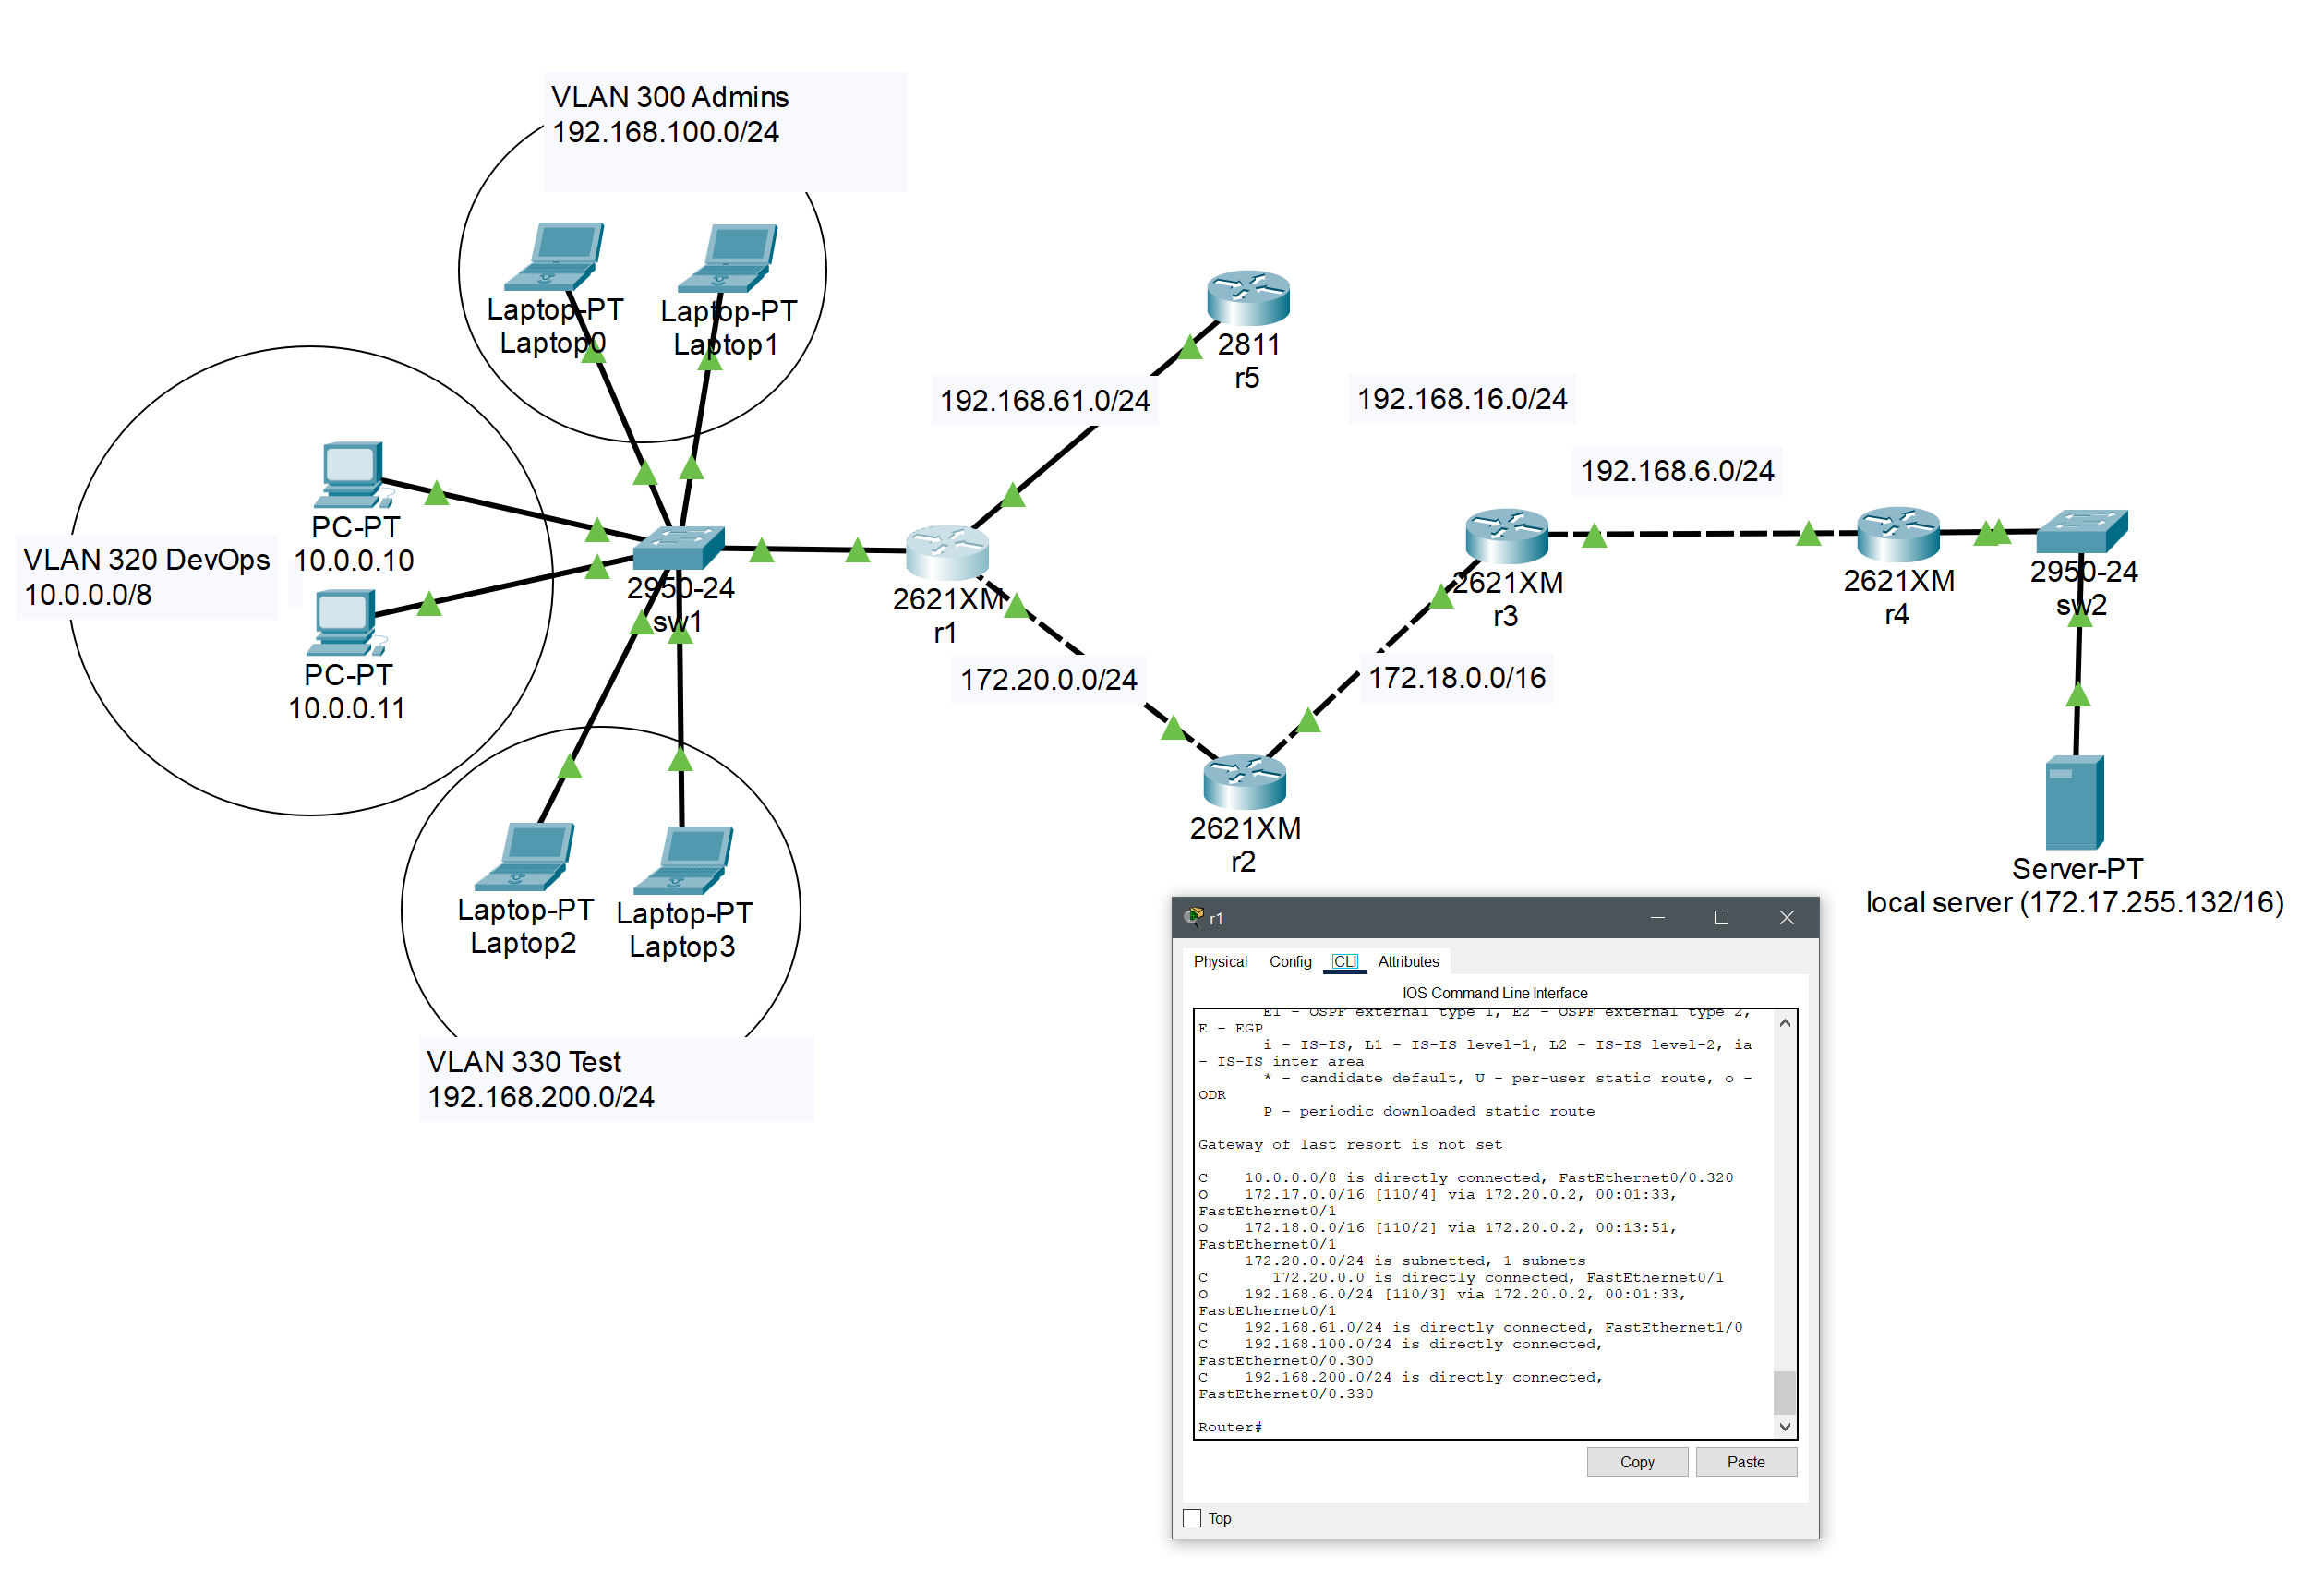 VLAN 300 Admins
192.168.100.0/24
Laptop-PT
Laptop0
Laptop-PT
Laptop1
2811
r5
192.168.61.0/24
192.168.16.0/24
192.168.6.0/24
PC-PT
10.0.0.10
VLAN 320 DevOps
10.0.0.0/8
PC-PT
10.0.0.11
2950-24
sw1
2621XM
r1
2621XM
r3
2621XM
r4
2950-24
sw2
172.20.0.0/24
172.18.0.0/16
2621XM
r2
Laptop-PT
Laptop2
Laptop-PT
Laptop3
Server-PT
local server (172.17.255.132/16)
VLAN 330 Test
192.168.200.0/24
r1
Physical Config CLI Attributes
IOS Command Line Interface
E1 - OSPF external type 1, E2 - OSPF external type 2,
E - EGP
i - IS-IS, L1 - IS-IS level-1, L2 - IS-IS level-2, ia
- IS-IS inter area
* - candidate default, U - per-user static route, o -
ODR
P - periodic downloaded static route
Gateway of last resort is not set
C 10.0.0.0/8 is directly connected, FastEthernet0/0.320
O 172.17.0.0/16 [110/4] via 172.20.0.2, 00:01:33,
FastEthernet0/1
O 172.18.0.0/16 [110/2] via 172.20.0.2, 00:13:51,
FastEthernet0/1
172.20.0.0/24 is subnetted, 1 subnets
C 172.20.0.0 is directly connected, FastEthernet0/1
O 192.168.6.0/24 [110/3] via 172.20.0.2, 00:01:33,
FastEthernet0/1
C 192.168.61.0/24 is directly connected, FastEthernet1/0
C 192.168.100.0/24 is directly connected,
FastEthernet0/0.300
C 192.168.200.0/24 is directly connected,
FastEthernet0/0.330
Router#
Copy Paste
Top